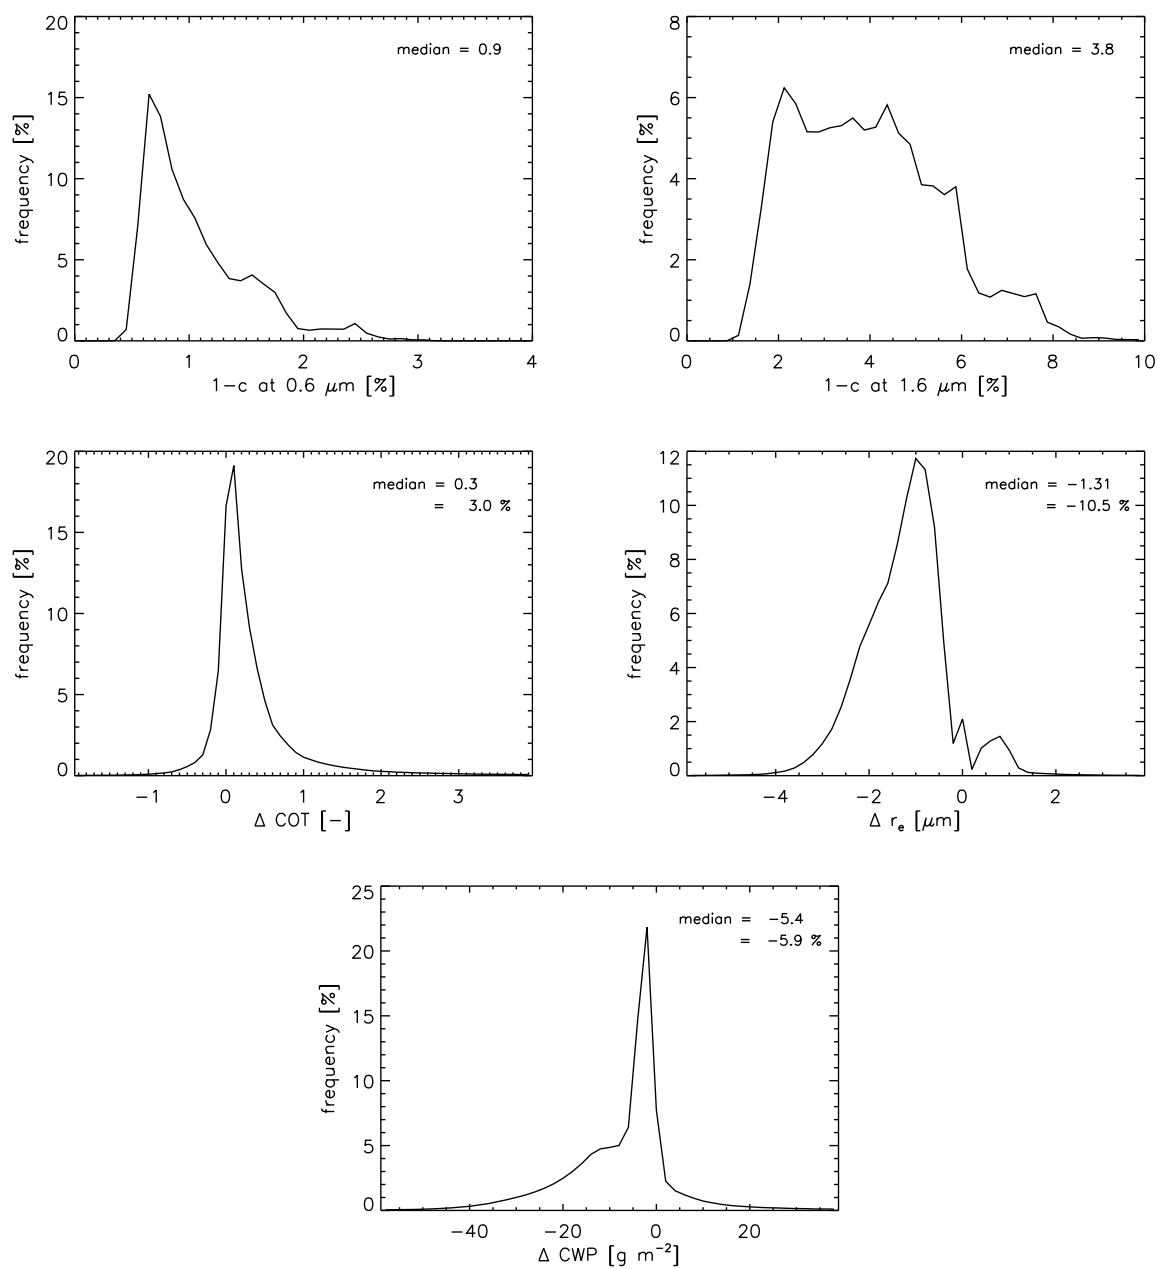 20
15
10
5
0
frequency [%]
median = 0.9
0 1 2 3 4
1−c at 0.6 μm [%]
8
6
4
2
0
frequency [%]
median = 3.8
0 2 4 6 8 10
1−c at 1.6 μm [%]
20
15
10
5
0
frequency [%]
median = 0.3
= 3.0 %
−1 0 1 2 3
Δ COT [−]
12
10
8
6
4
2
0
frequency [%]
median = −1.31
= −10.5 %
−4 −2 0 2
Δ rₑ [μm]
25
20
15
10
5
0
frequency [%]
median = −5.4
= −5.9 %
−40 −20 0 20
Δ CWP [g m⁻²]